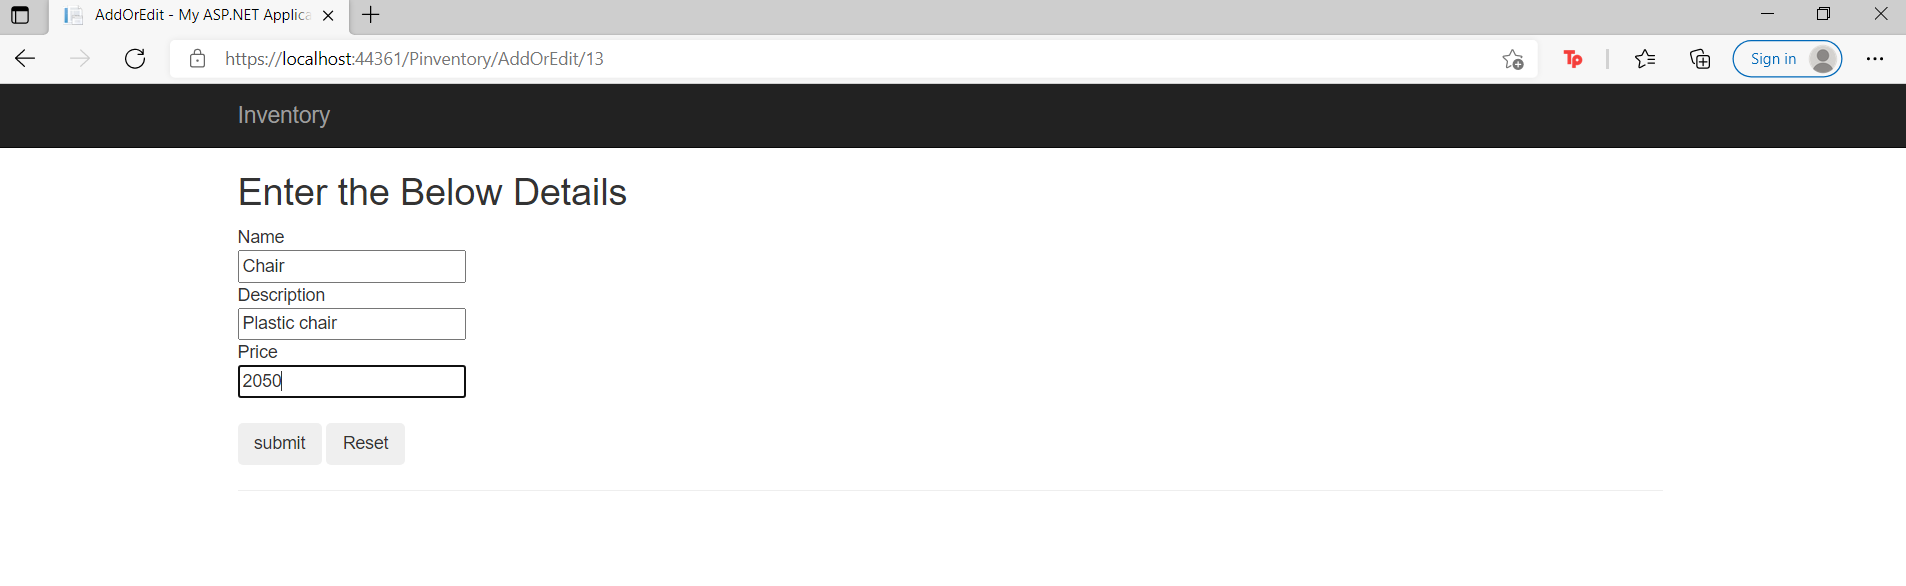 AddOrEdit - My ASP.NET Applica
https://localhost:44361/Pinventory/AddOrEdit/13
Tp
Sign in
Inventory
Enter the Below Details
Name
Chair
Description
Plastic chair
Price
2050
submit Reset